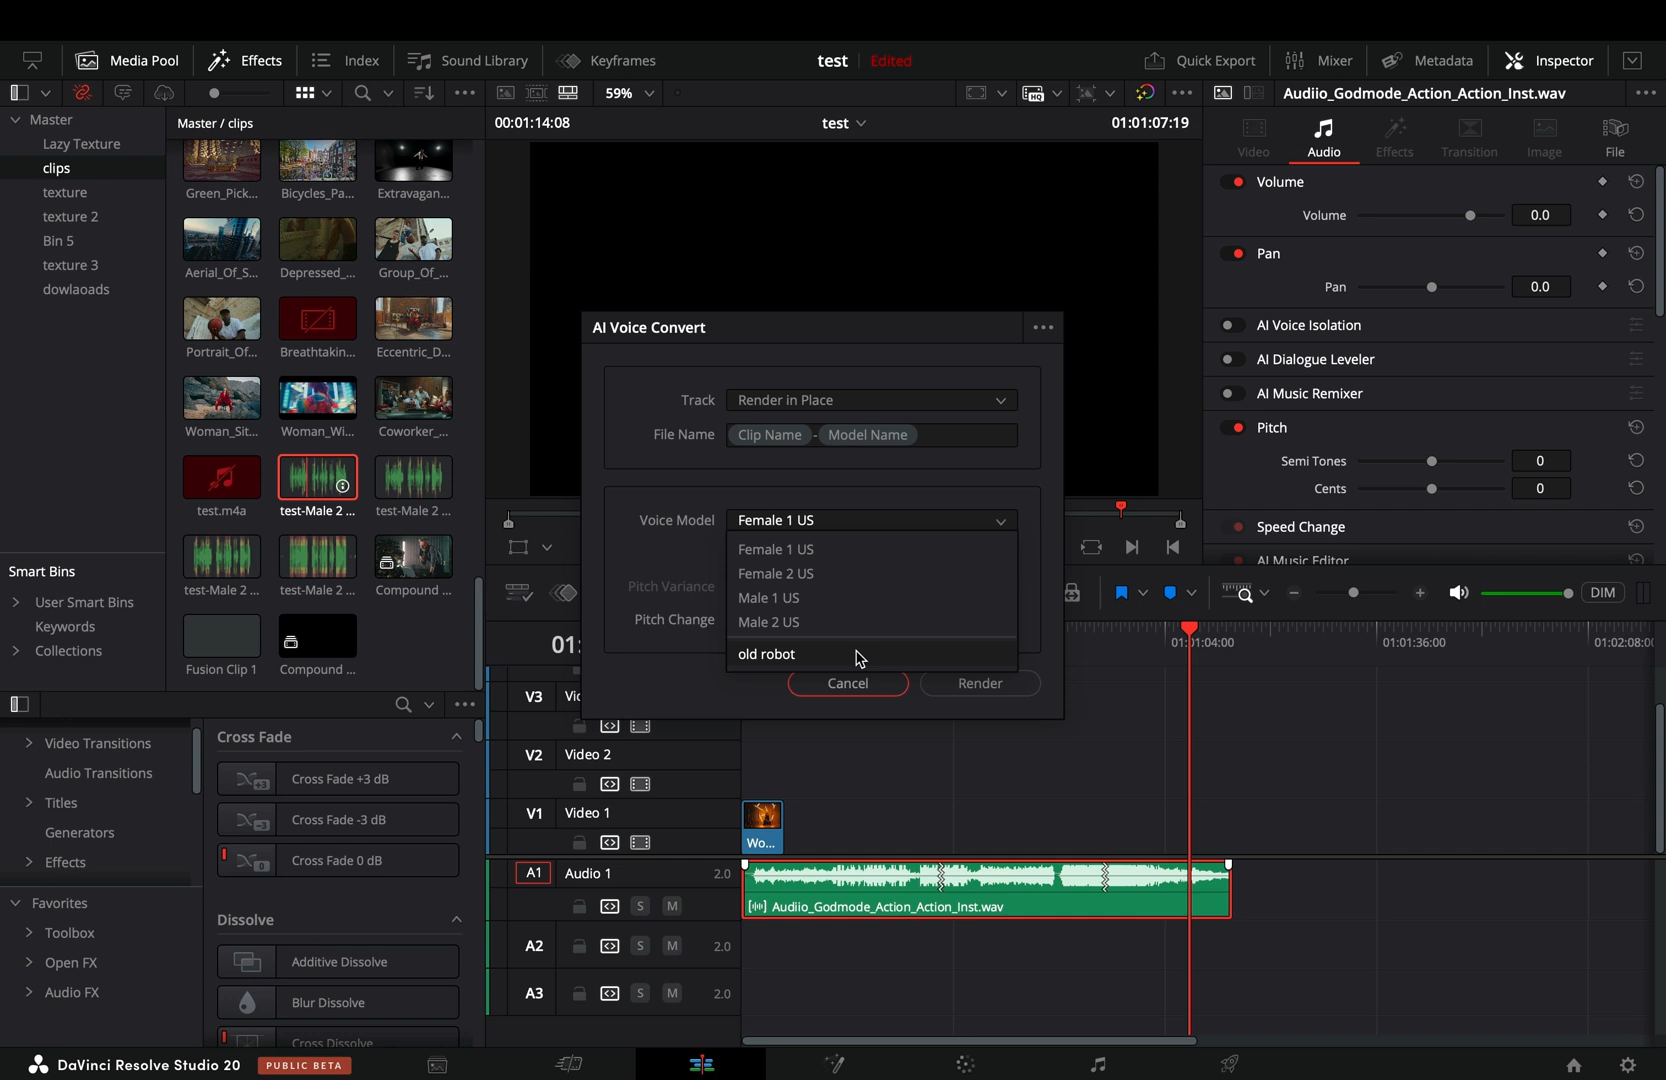 Media Pool
Effects
Index
Sound Library
Keyframes
test
Edited
Quick Export
Mixer
Metadata
Inspector
59%
Audiio_Godmode_Action_Action_Inst.wav
Master
Lazy Texture
clips
texture
texture 2
Bin 5
texture 3
dowlaoads
Master / clips
Green_Pick...
Bicycles_Pa...
Extravagan...
Aerial_Of_S...
Depressed_...
Group_Of_...
Portrait_Of...
Breathtakin...
Eccentric_D...
Woman_Sit...
Woman_Wi...
Coworker_...
test.m4a
test-Male 2 ...
test-Male 2 ...
test-Male 2 ...
test-Male 2 ...
Compound ...
Fusion Clip 1
Compound ...
Smart Bins
User Smart Bins
Keywords
Collections
00:01:14:08
test
01:01:07:19
AI Voice Convert
Track
Render in Place
File Name
Clip Name
-
Model Name
Voice Model
Female 1 US
Female 1 US
Female 2 US
Male 1 US
Male 2 US
old robot
Pitch Variance
Pitch Change
Cancel
Render
Video
Audio
Effects
Transition
Image
File
Volume
Volume
0.0
Pan
Pan
0.0
AI Voice Isolation
AI Dialogue Leveler
AI Music Remixer
Pitch
Semi Tones
0
Cents
0
Speed Change
AI Music Editor
DIM
01:
01:01:04:00
01:01:36:00
01:02:08:00
V3
Vic
V2
Video 2
V1
Video 1
Wo...
A1
Audio 1
2.0
S
M
Audiio_Godmode_Action_Action_Inst.wav
A2
S
M
2.0
A3
S
M
2.0
Video Transitions
Audio Transitions
Titles
Generators
Effects
Favorites
Toolbox
Open FX
Audio FX
Cross Fade
Cross Fade +3 dB
Cross Fade -3 dB
Cross Fade 0 dB
Dissolve
Additive Dissolve
Blur Dissolve
Cross Dissolve
DaVinci Resolve Studio 20
PUBLIC BETA